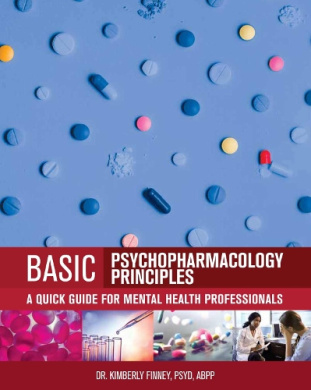 BASIC PSYCHOPHARMACOLOGY
PRINCIPLES
A QUICK GUIDE FOR MENTAL HEALTH PROFESSIONALS
DR. KIMBERLY FINNEY, PSYD, ABPP